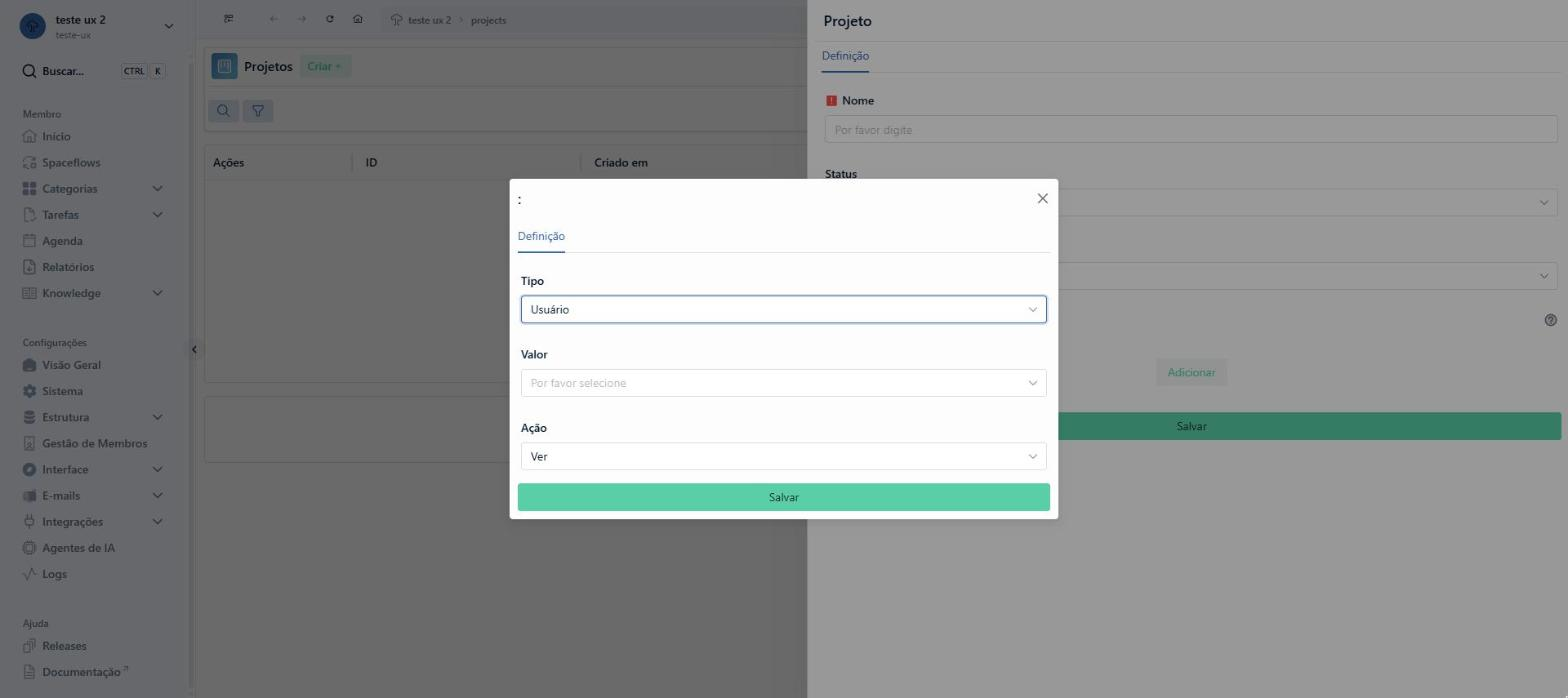 teste ux 2
teste-ux
Buscar...
CTRL K
Membro
Início
Spaceflows
Categorias
Tarefas
Agenda
Relatórios
Knowledge
Configurações
Visão Geral
Sistema
Estrutura
Gestão de Membros
Interface
E-mails
Integrações
Agentes de IA
Logs
Ajuda
Releases
Documentação
teste ux 2 > projects
Projetos
Criar +
Ações ID Criado em
Projeto
Definição
! Nome
Por favor digite
Status
Adicionar
Salvar
:
Definição
Tipo
Usuário
Valor
Por favor selecione
Ação
Ver
Salvar